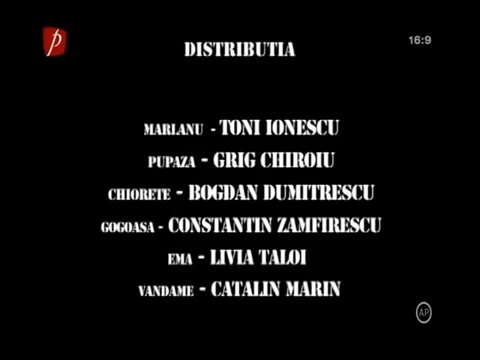 p
16:9
DISTRIBUTIA
MARLANU - TONI IONESCU
PUPAZA - GRIG CHIROIU
CHIORETE - BOGDAN DUMITRESCU
GOGOASA - CONSTANTIN ZAMFIRESCU
EMA - LIVIA TALOI
VANDAME - CATALIN MARIN
AP